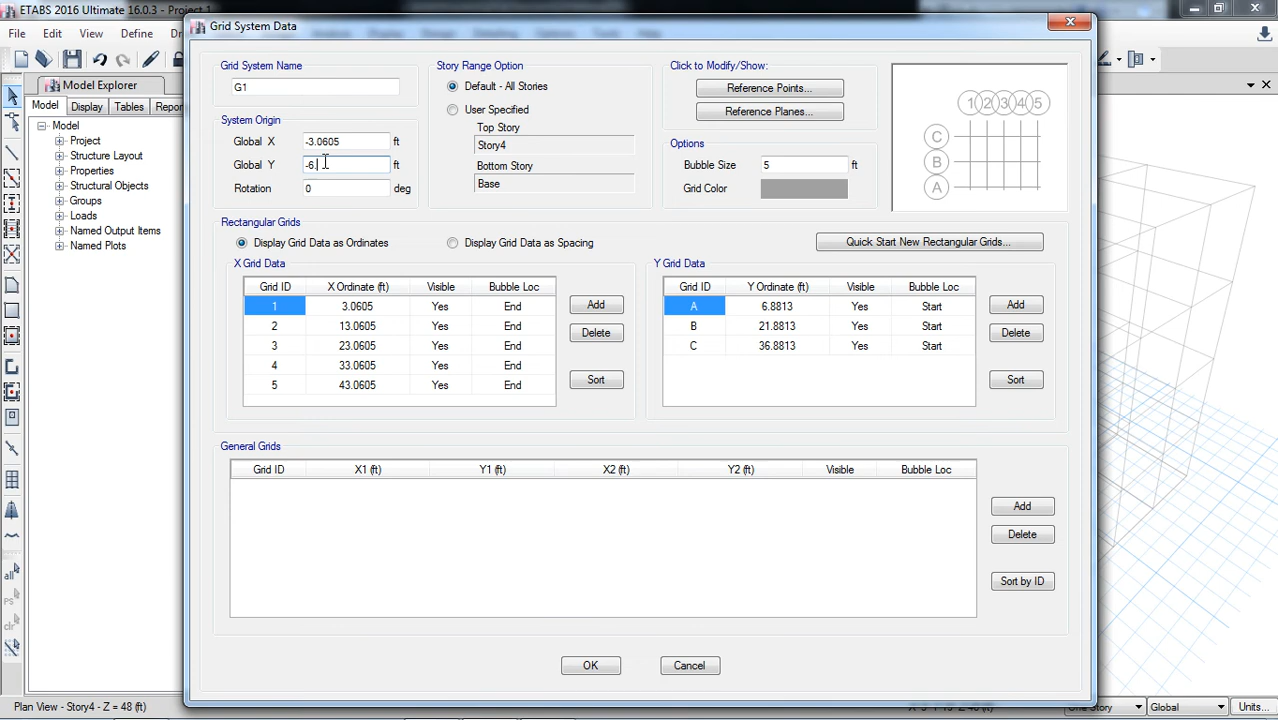 ETABS 2016 Ultimate 16.0.3 - Project 1
File Edit View Define
Model Explorer
Model Display Tables Repor
Model
Project
Structure Layout
Properties
Structural Objects
Groups
Loads
Named Output Items
Named Plots
Grid System Data
Grid System Name
G1
System Origin
Global X -3.0605 ft
Global Y -6. ft
Rotation 0 deg
Story Range Option
Default - All Stories
User Specified
Top Story
Story4
Bottom Story
Base
Click to Modify/Show:
Reference Points...
Reference Planes...
Options
Bubble Size 5 ft
Grid Color
1 2 3 4 5
C
B
A
Rectangular Grids
Display Grid Data as Ordinates Display Grid Data as Spacing Quick Start New Rectangular Grids...
X Grid Data
Grid ID X Ordinate (ft) Visible Bubble Loc
1 3.0605 Yes End
2 13.0605 Yes End
3 23.0605 Yes End
4 33.0605 Yes End
5 43.0605 Yes End
Add
Delete
Sort
Y Grid Data
Grid ID Y Ordinate (ft) Visible Bubble Loc
A 6.8813 Yes Start
B 21.8813 Yes Start
C 36.8813 Yes Start
Add
Delete
Sort
General Grids
Grid ID X1 (ft) Y1 (ft) X2 (ft) Y2 (ft) Visible Bubble Loc
Add
Delete
Sort by ID
OK Cancel
all
ps
clr
Plan View - Story4 - Z = 48 (ft) One Story Global Units...